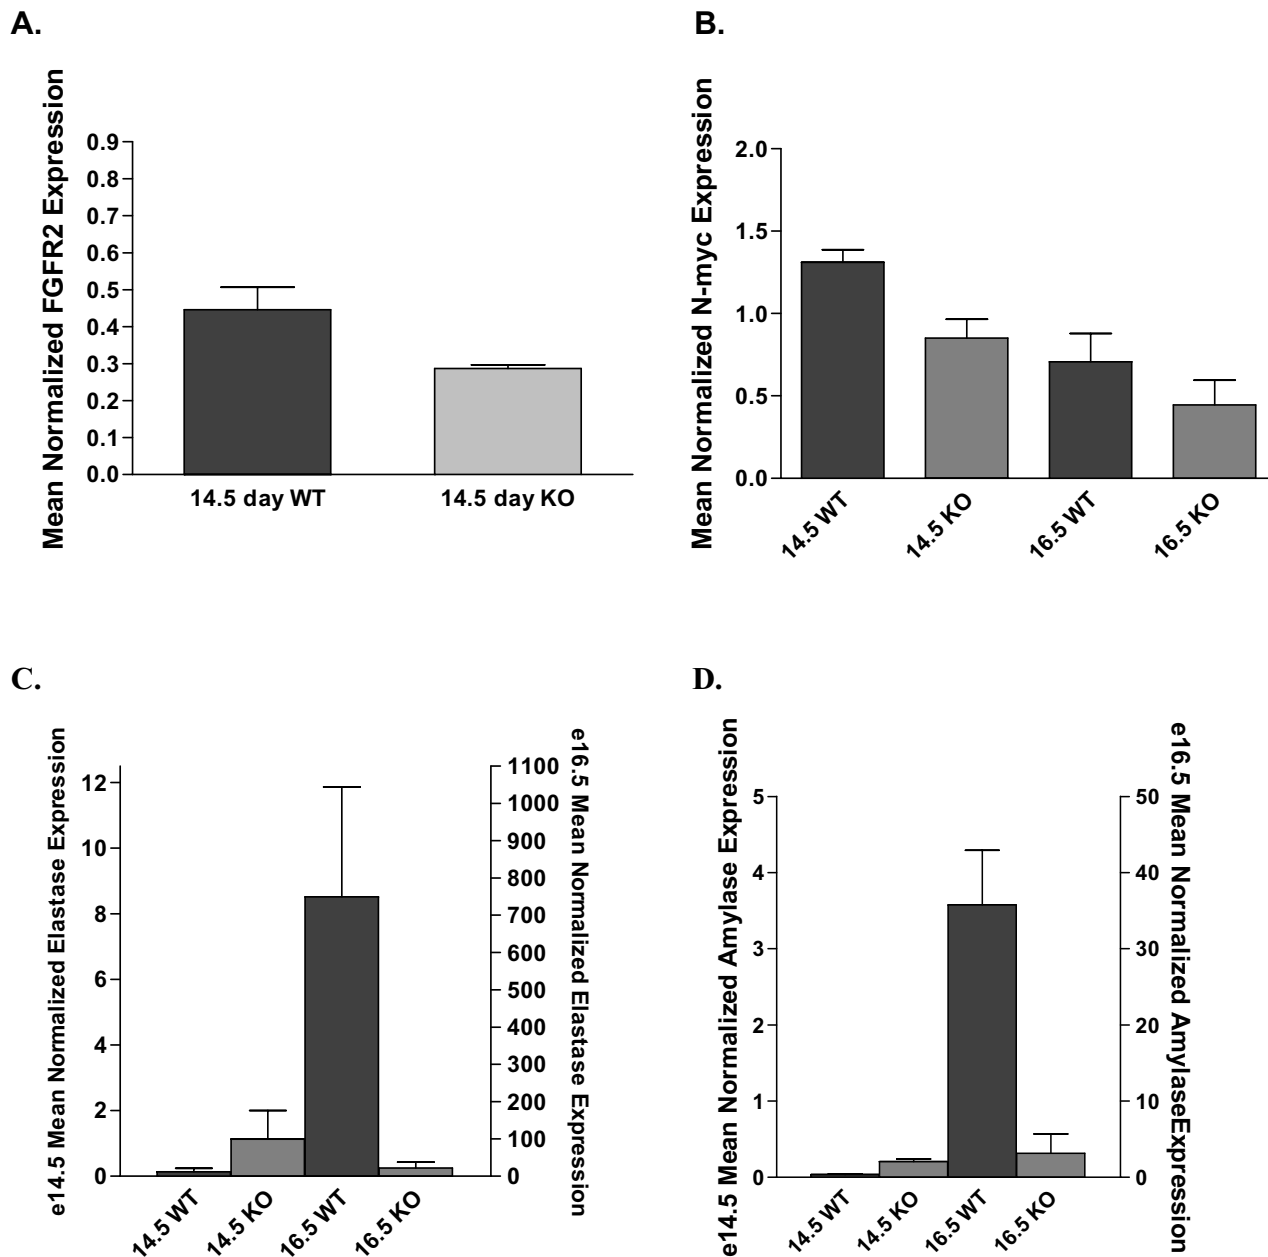 A.
Mean Normalized FGFR2 Expression
0.9
0.8
0.7
0.6
0.5
0.4
0.3
0.2
0.1
0.0
14.5 day WT
14.5 day KO
B.
Mean Normalized N-myc Expression
2.0
1.5
1.0
0.5
0.0
14.5 WT
14.5 KO
16.5 WT
16.5 KO
C.
e14.5 Mean Normalized Elastase Expression
12
10
8
6
4
2
0
1100
1000
900
800
700
600
500
400
300
200
100
0
e16.5 Mean Normalized Elastase Expression
14.5 WT
14.5 KO
16.5 WT
16.5 KO
D.
e14.5 Mean Normalized Amylase Expression
5
4
3
2
1
0
50
40
30
20
10
0
e16.5 Mean Normalized AmylaseExpression
14.5 WT
14.5 KO
16.5 WT
16.5 KO